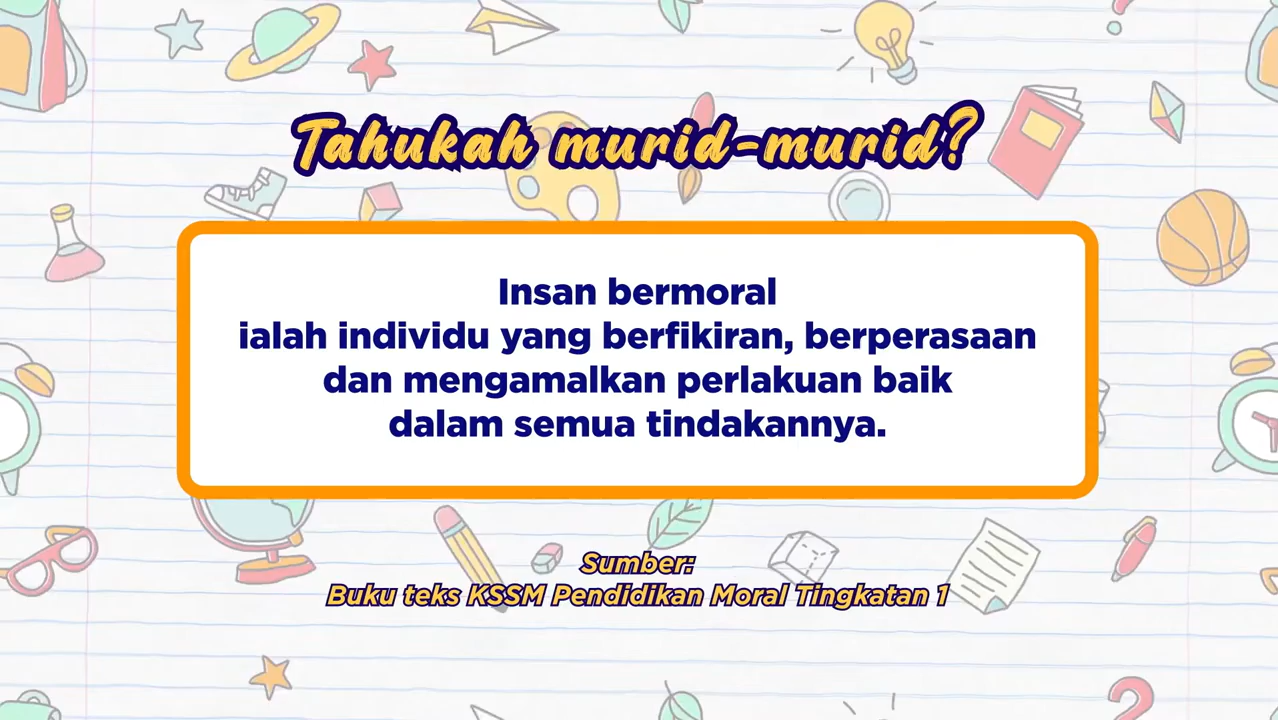 Tahukah murid-murid?
Insan bermoral
ialah individu yang berfikiran, berperasaan
dan mengamalkan perlakuan baik
dalam semua tindakannya.
Sumber:
Buku teks KSSM Pendidikan Moral Tingkatan 1